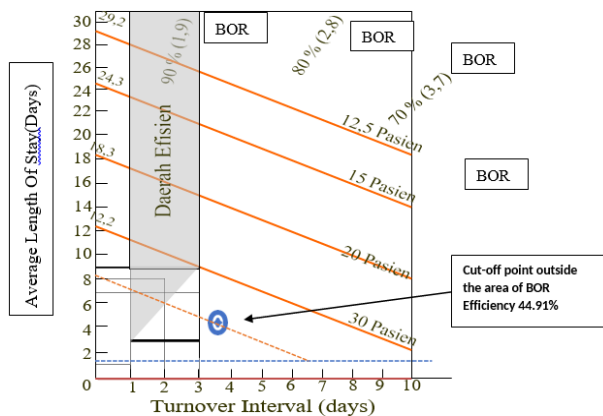 BOR
BOR
BOR
BOR
90 % (1,9)
80 % (2,8)
70 % (3,7)
Daerah Efisien
29,2
24,3
18,3
12,2
12,5 Pasien
15 Pasien
20 Pasien
30 Pasien
Cut-off point outside
the area of BOR
Efficiency 44.91%
Average Length Of Stay(Days)
30
28
26
24
22
20
18
16
14
12
10
8
6
4
2
0
0 1 2 3 4 5 6 7 8 9 10
Turnover Interval (days)